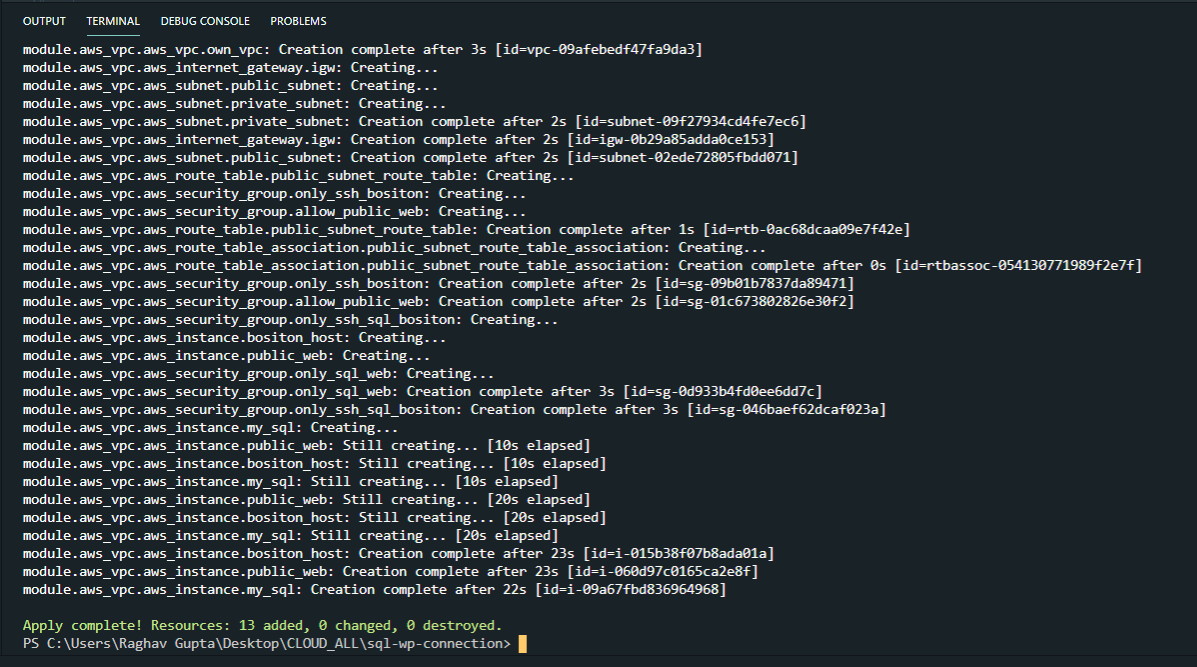 OUTPUT TERMINAL DEBUG CONSOLE PROBLEMS
module.aws_vpc.aws_vpc.own_vpc: Creation complete after 3s [id=vpc-09afebedf47fa9da3]
module.aws_vpc.aws_internet_gateway.igw: Creating...
module.aws_vpc.aws_subnet.public_subnet: Creating...
module.aws_vpc.aws_subnet.private_subnet: Creating...
module.aws_vpc.aws_subnet.private_subnet: Creation complete after 2s [id=subnet-09f27934cd4fe7ec6]
module.aws_vpc.aws_internet_gateway.igw: Creation complete after 2s [id=igw-0b29a85adda0ce153]
module.aws_vpc.aws_subnet.public_subnet: Creation complete after 2s [id=subnet-02ede72805fbdd071]
module.aws_vpc.aws_route_table.public_subnet_route_table: Creating...
module.aws_vpc.aws_security_group.only_ssh_bositon: Creating...
module.aws_vpc.aws_security_group.allow_public_web: Creating...
module.aws_vpc.aws_route_table.public_subnet_route_table: Creation complete after 1s [id=rtb-0ac68dcaa09e7f42e]
module.aws_vpc.aws_route_table_association.public_subnet_route_table_association: Creating...
module.aws_vpc.aws_route_table_association.public_subnet_route_table_association: Creation complete after 0s [id=rtbassoc-054130771989f2e7f]
module.aws_vpc.aws_security_group.only_ssh_bositon: Creation complete after 2s [id=sg-09b01b7837da89471]
module.aws_vpc.aws_security_group.allow_public_web: Creation complete after 2s [id=sg-01c673802826e30f2]
module.aws_vpc.aws_security_group.only_ssh_sql_bositon: Creating...
module.aws_vpc.aws_instance.bositon_host: Creating...
module.aws_vpc.aws_instance.public_web: Creating...
module.aws_vpc.aws_security_group.only_sql_web: Creating...
module.aws_vpc.aws_security_group.only_sql_web: Creation complete after 3s [id=sg-0d933b4fd0ee6dd7c]
module.aws_vpc.aws_security_group.only_ssh_sql_bositon: Creation complete after 3s [id=sg-046baef62dcaf023a]
module.aws_vpc.aws_instance.my_sql: Creating...
module.aws_vpc.aws_instance.public_web: Still creating... [10s elapsed]
module.aws_vpc.aws_instance.bositon_host: Still creating... [10s elapsed]
module.aws_vpc.aws_instance.my_sql: Still creating... [10s elapsed]
module.aws_vpc.aws_instance.public_web: Still creating... [20s elapsed]
module.aws_vpc.aws_instance.bositon_host: Still creating... [20s elapsed]
module.aws_vpc.aws_instance.my_sql: Still creating... [20s elapsed]
module.aws_vpc.aws_instance.bositon_host: Creation complete after 23s [id=i-015b38f07b8ada01a]
module.aws_vpc.aws_instance.public_web: Creation complete after 23s [id=i-060d97c0165ca2e8f]
module.aws_vpc.aws_instance.my_sql: Creation complete after 22s [id=i-09a67fbd836964968]
Apply complete! Resources: 13 added, 0 changed, 0 destroyed.
PS C:\Users\Raghav Gupta\Desktop\CLOUD_ALL\sql-wp-connection>